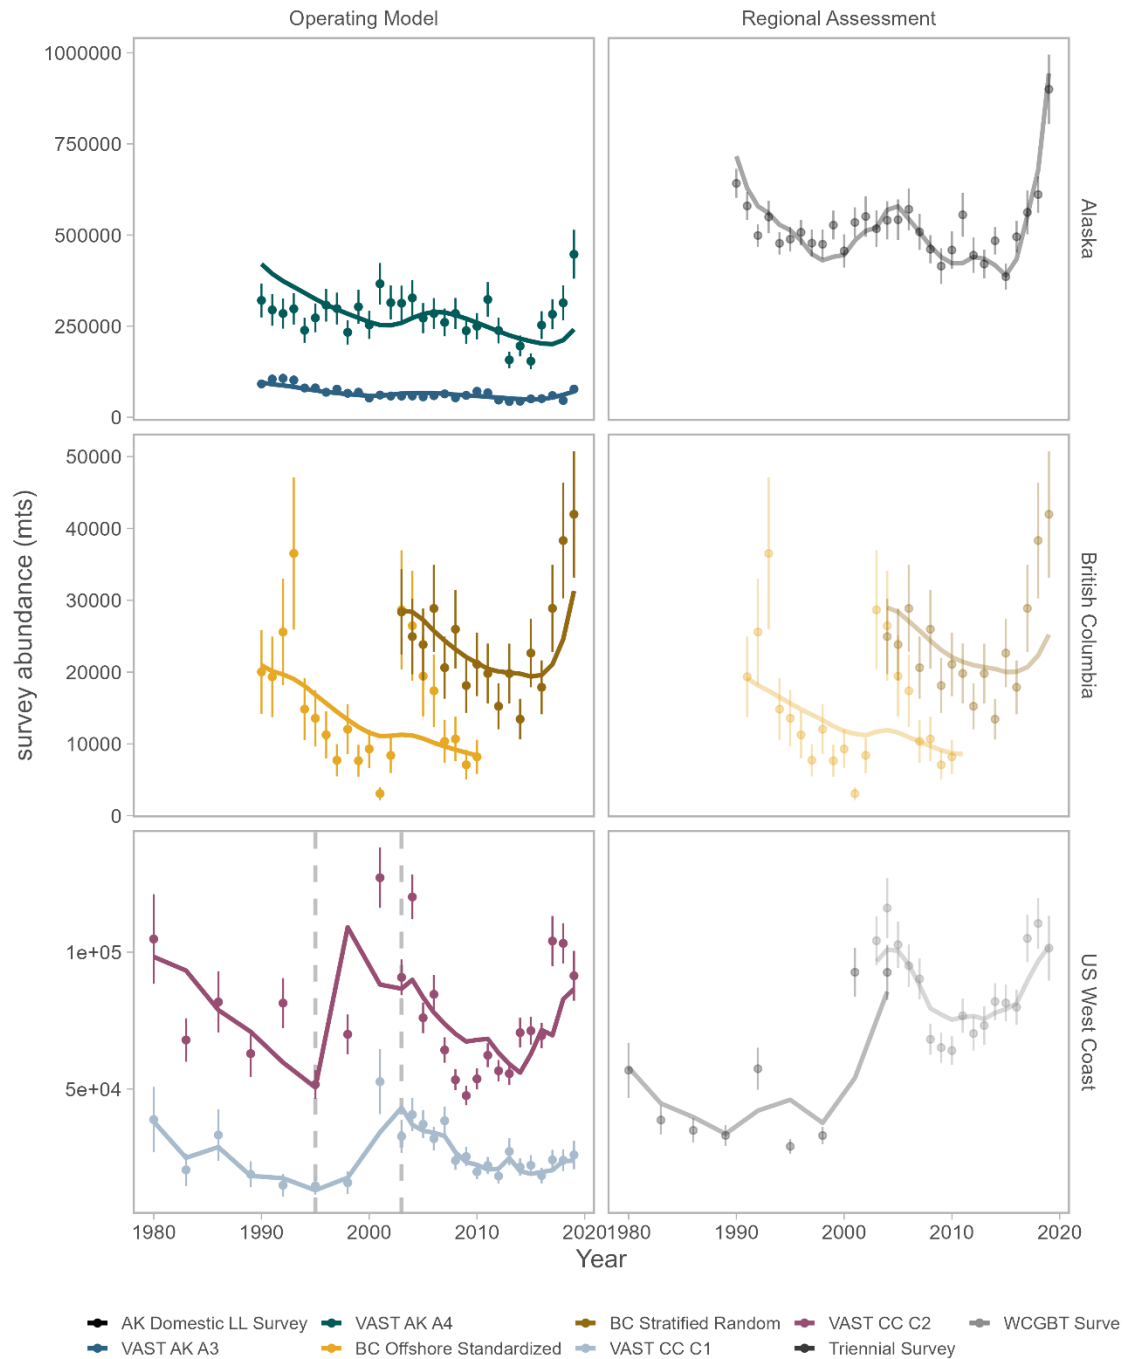 Operating Model
Regional Assessment
1000000
750000
500000
250000
0
Alaska
50000
40000
30000
20000
10000
0
British Columbia
survey abundance (mts)
1e+05
5e+04
US West Coast
1980 1990 2000 2010 2020 1980 1990 2000 2010 2020
Year
AK Domestic LL Survey VAST AK A4 BC Stratified Random VAST CC C2 WCGBT Surve
VAST AK A3 BC Offshore Standardized VAST CC C1 Triennial Survey